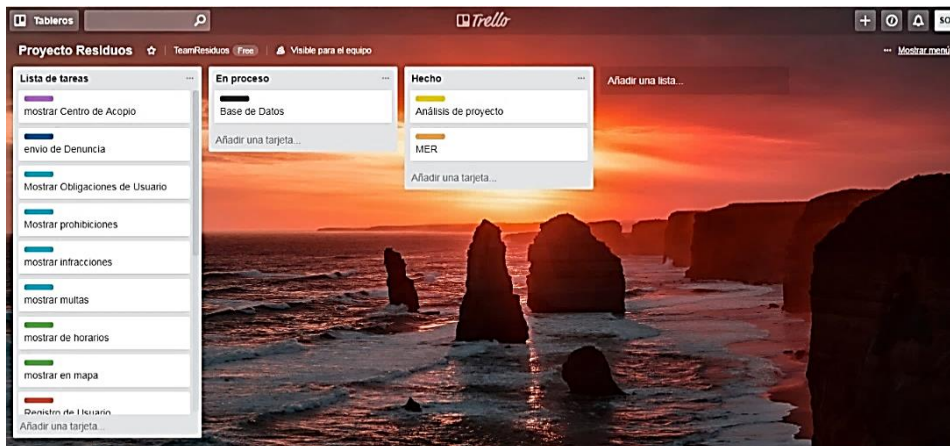 Tableros
Trello
Proyecto Residuos
TeamResiduos Free
Visible para el equipo
Mostrar menú
Lista de tareas
mostrar Centro de Acopio
envio de Denuncia
Mostrar Obligaciones de Usuario
Mostrar prohibiciones
mostrar infracciones
mostrar multas
mostrar de horarios
mostrar en mapa
Registro de Usuario
Añadir una tarjeta...
En proceso
Base de Datos
Añadir una tarjeta...
Hecho
Análisis de proyecto
MER
Añadir una tarjeta...
Añadir una lista...